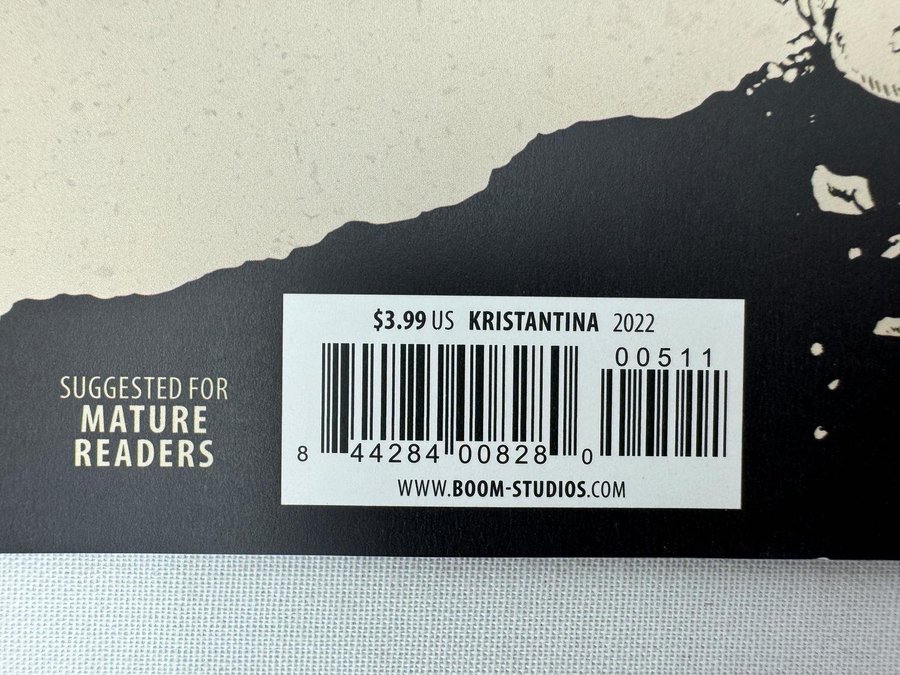 $3.99 US KRISTANTINA 2022
00511
8 44284 00828 0
WWW.BOOM-STUDIOS.COM
SUGGESTED FOR
MATURE
READERS